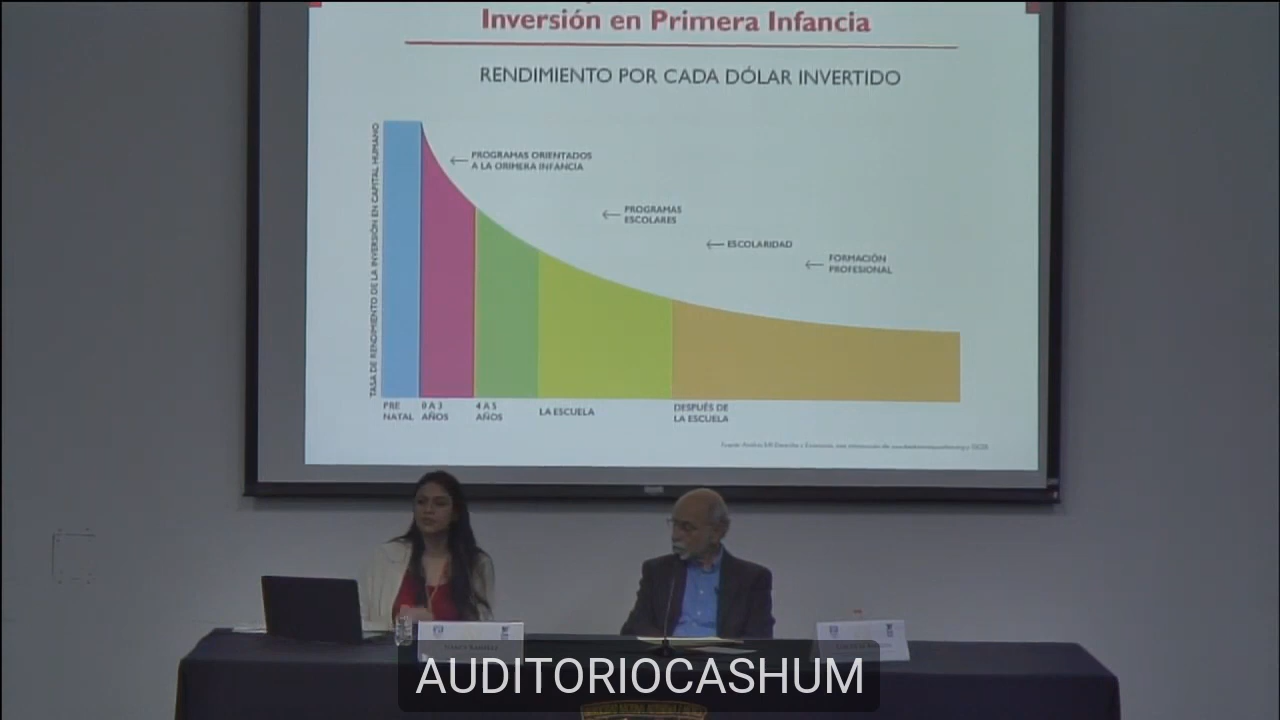 Inversión en Primera Infancia
RENDIMIENTO POR CADA DÓLAR INVERTIDO
TASA DE RENDIMIENTO DE LA INVERSIÓN EN CAPITAL HUMANO
PROGRAMAS ORIENTADOS
A LA ORIMERA INFANCIA
PROGRAMAS
ESCOLARES
ESCOLARIDAD
FORMACIÓN
PROFESIONAL
PRE
NATAL
0 A 3
AÑOS
4 A 5
AÑOS
LA ESCUELA
DESPUÉS DE
LA ESCUELA
AUDITORIOCASHUM